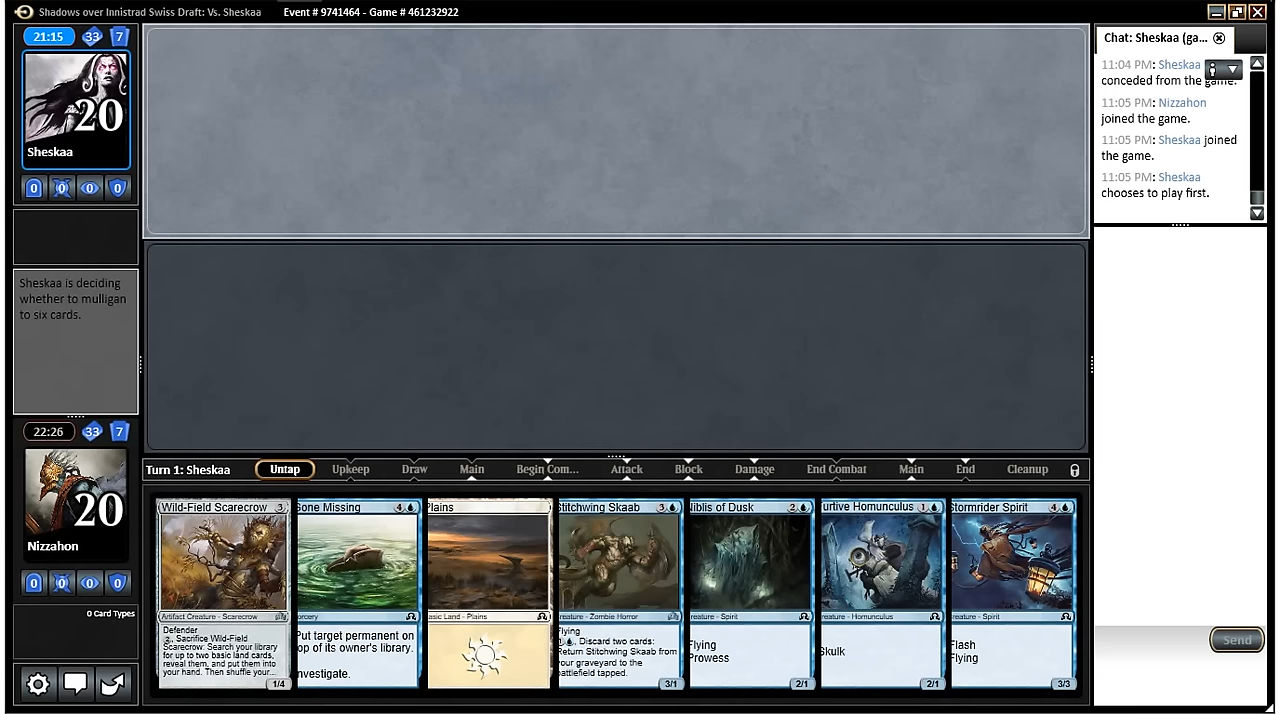 Shadows over Innistrad Swiss Draft: Vs. Sheskaa Event # 9741464 - Game # 461232922
21:15 33 7
20
Sheskaa
0 0 0 0
Sheskaa is deciding
whether to mulligan
to six cards.
22:26 33 7
20
Nizzahon
0 0 0 0
0 Card Types
Turn 1: Sheskaa Untap Upkeep Draw Main Begin Com... Attack Block Damage End Combat Main End Cleanup
Wild-Field Scarecrow 3
Artifact Creature - Scarecrow
Defender
2, Sacrifice Wild-Field
Scarecrow: Search your library
for up to two basic land cards,
reveal them, and put them into
your hand. Then shuffle your...
1/4
Gone Missing 4
orcery
Put target permanent on
op of its owner's library.
nvestigate.
Plains
asic Land - Plains
Stitchwing Skaab 3
reature - Zombie Horror
Flying
1, Discard two cards:
Return Stitchwing Skaab from
your graveyard to the
battlefield tapped.
3/1
Niblis of Dusk 2
reature - Spirit
Flying
Prowess
2/1
urtive Homunculus 1
reature - Homunculus
Skulk
2/1
Stormrider Spirit 4
reature - Spirit
Flash
Flying
3/3
Chat: Sheskaa (ga...
11:04 PM: Sheskaa
conceded from the game.
11:05 PM: Nizzahon
joined the game.
11:05 PM: Sheskaa joined
the game.
11:05 PM: Sheskaa
chooses to play first.
Send